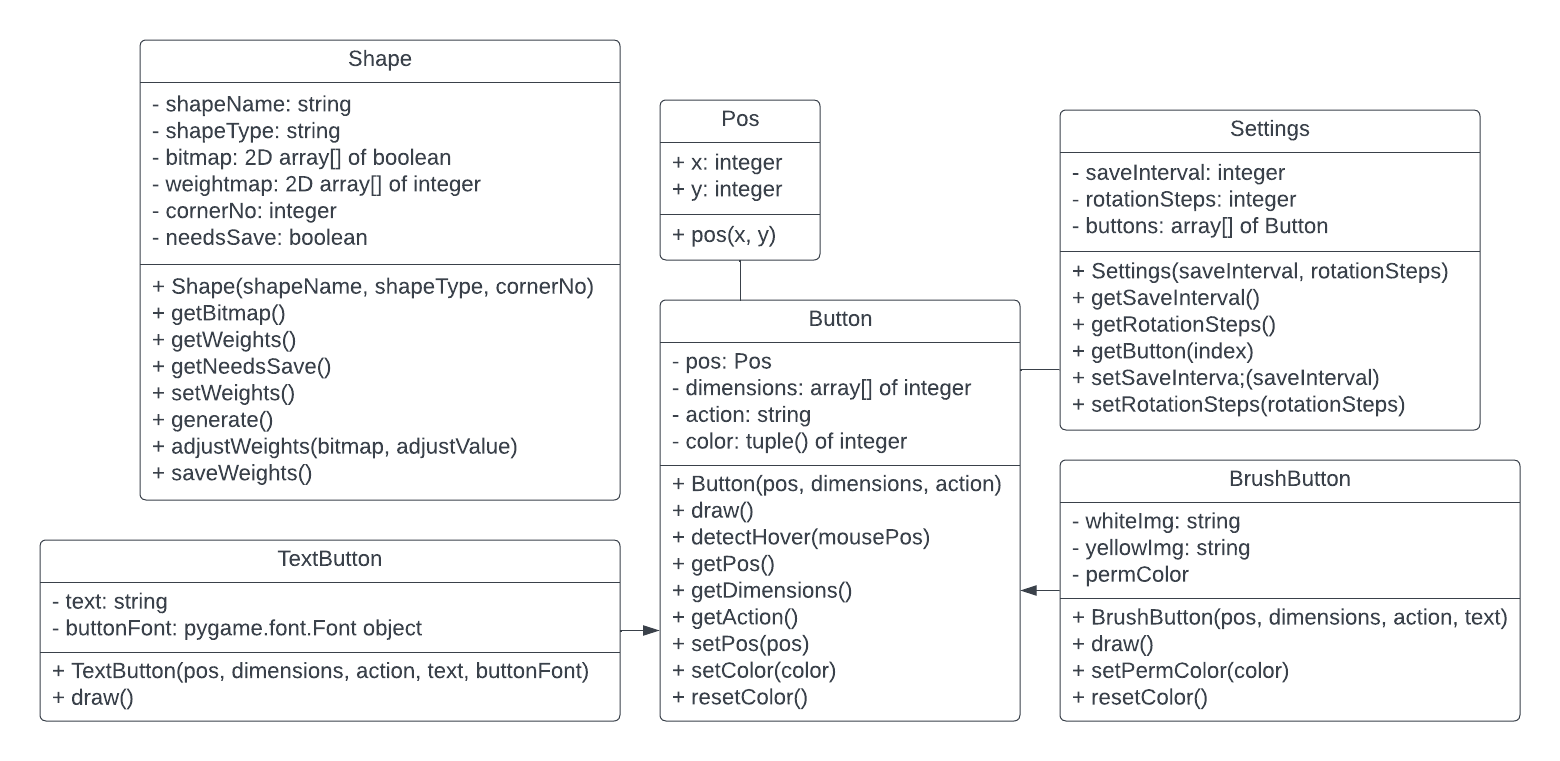 Shape
- shapeName: string
- shapeType: string
- bitmap: 2D array[] of boolean
- weightmap: 2D array[] of integer
- cornerNo: integer
- needsSave: boolean
+ Shape(shapeName, shapeType, cornerNo)
+ getBitmap()
+ getWeights()
+ getNeedsSave()
+ setWeights()
+ generate()
+ adjustWeights(bitmap, adjustValue)
+ saveWeights()
Pos
+ x: integer
+ y: integer
+ pos(x, y)
Settings
- saveInterval: integer
- rotationSteps: integer
- buttons: array[] of Button
+ Settings(saveInterval, rotationSteps)
+ getSaveInterval()
+ getRotationSteps()
+ getButton(index)
+ setSaveInterva;(saveInterval)
+ setRotationSteps(rotationSteps)
Button
- pos: Pos
- dimensions: array[] of integer
- action: string
- color: tuple() of integer
+ Button(pos, dimensions, action)
+ draw()
+ detectHover(mousePos)
+ getPos()
+ getDimensions()
+ getAction()
+ setPos(pos)
+ setColor(color)
+ resetColor()
TextButton
- text: string
- buttonFont: pygame.font.Font object
+ TextButton(pos, dimensions, action, text, buttonFont)
+ draw()
BrushButton
- whiteImg: string
- yellowImg: string
- permColor
+ BrushButton(pos, dimensions, action, text)
+ draw()
+ setPermColor(color)
+ resetColor()